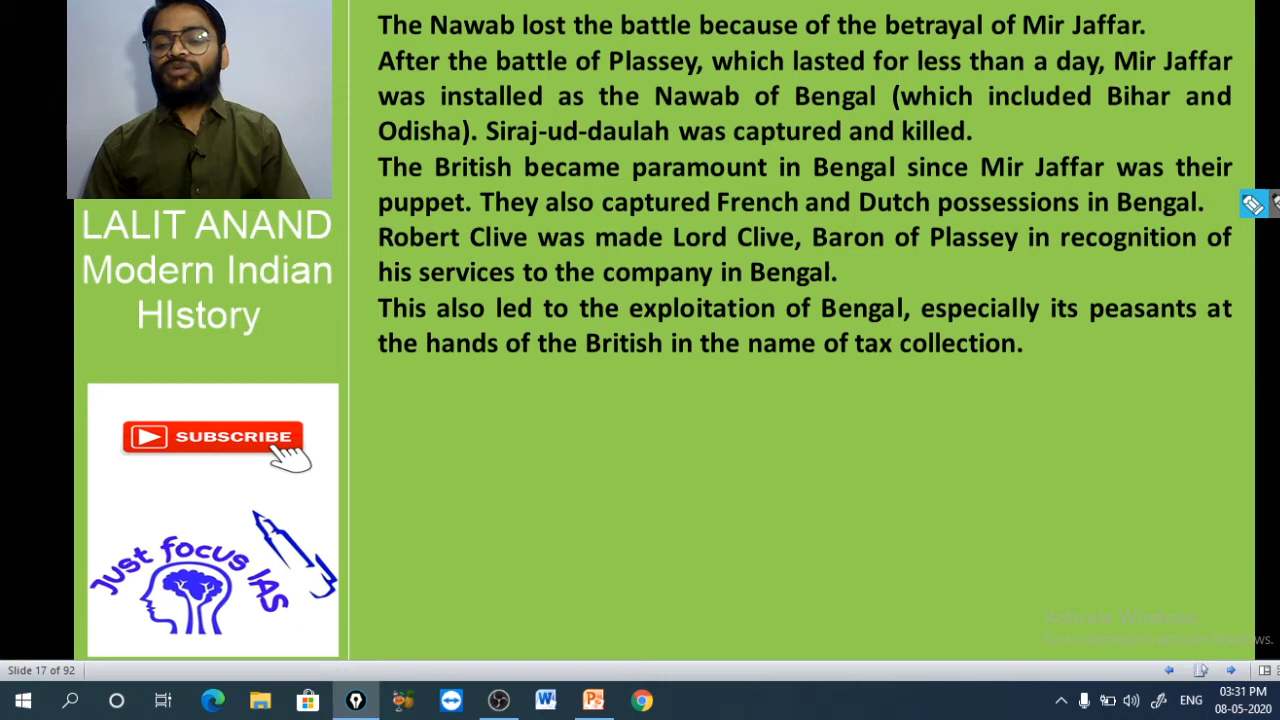 The Nawab lost the battle because of the betrayal of Mir Jaffar.
After the battle of Plassey, which lasted for less than a day, Mir Jaffar
was installed as the Nawab of Bengal (which included Bihar and
Odisha). Siraj-ud-daulah was captured and killed.
The British became paramount in Bengal since Mir Jaffar was their
puppet. They also captured French and Dutch possessions in Bengal.
Robert Clive was made Lord Clive, Baron of Plassey in recognition of
his services to the company in Bengal.
This also led to the exploitation of Bengal, especially its peasants at
the hands of the British in the name of tax collection.
LALIT ANAND
Modern Indian
HIstory
SUBSCRIBE
Just focus IAS
Activate Windows
Slide 17 of 92
ENG
03:31 PM
08-05-2020